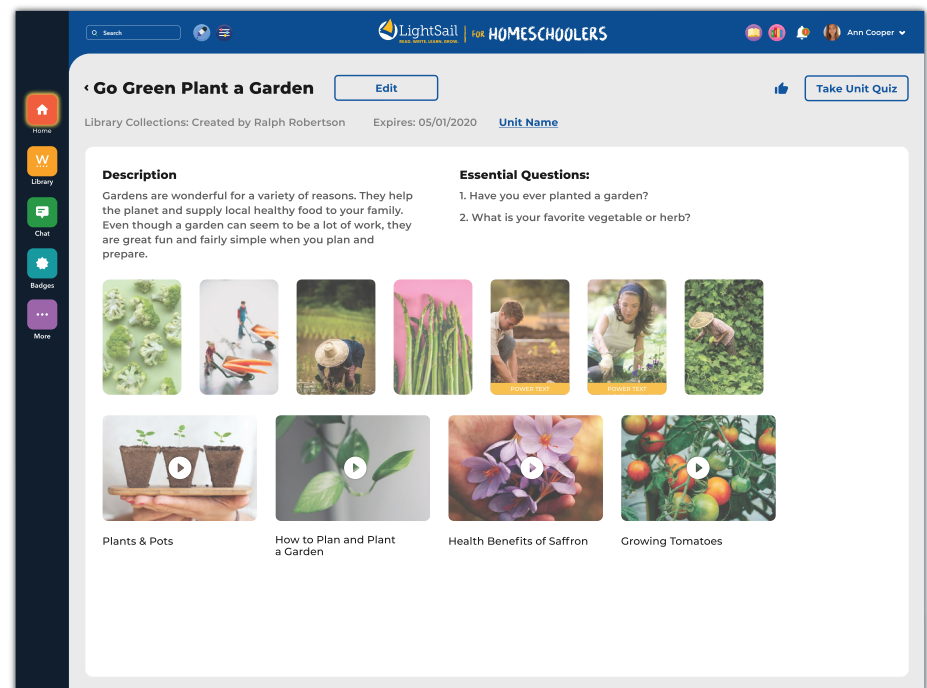 Search
LightSail
READ. WRITE. LEARN. GROW.
FOR HOMESCHOOLERS
Ann Cooper
‹ Go Green Plant a Garden
Edit
Take Unit Quiz
Library Collections: Created by Ralph Robertson
Expires: 05/01/2020
Unit Name
Home
W
Library
Chat
Badges
More
Description
Gardens are wonderful for a variety of reasons. They help
the planet and supply local healthy food to your family.
Even though a garden can seem to be a lot of work, they
are great fun and fairly simple when you plan and
prepare.
Essential Questions:
1. Have you ever planted a garden?
2. What is your favorite vegetable or herb?
POWER TEXT
POWER TEXT
Plants & Pots
How to Plan and Plant
a Garden
Health Benefits of Saffron
Growing Tomatoes